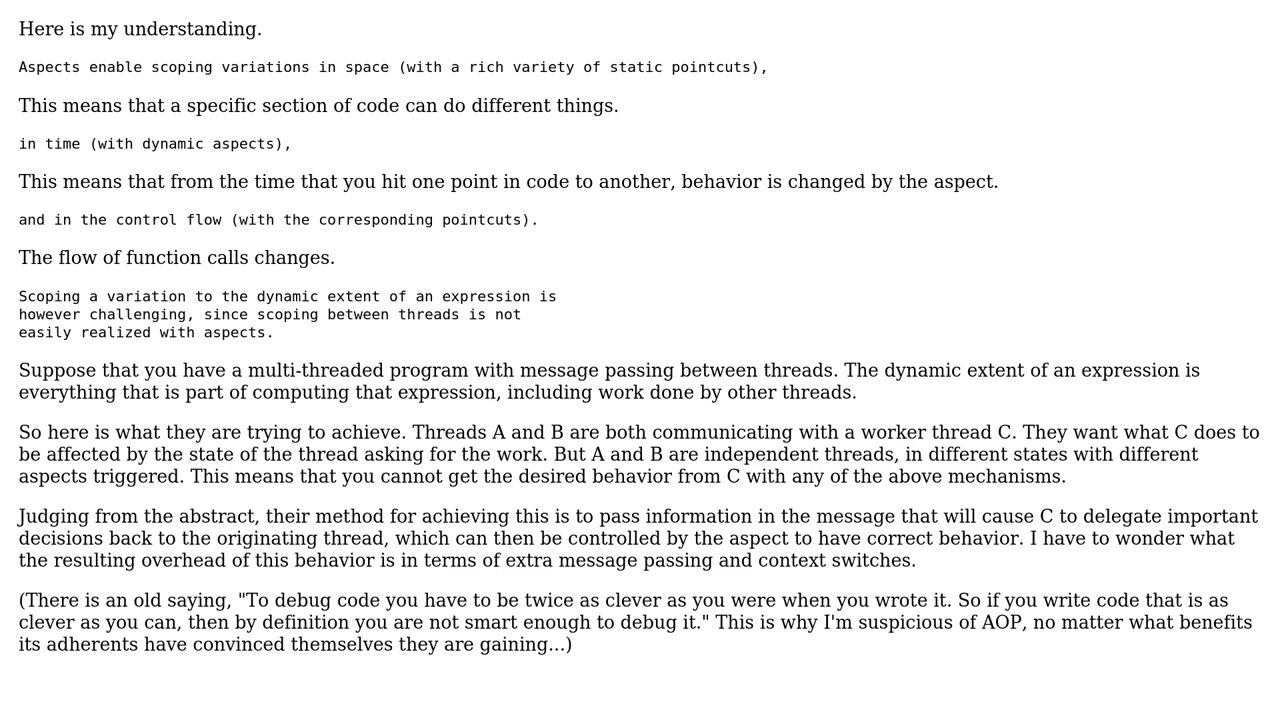 Here is my understanding.
Aspects enable scoping variations in space (with a rich variety of static pointcuts),
This means that a specific section of code can do different things.
in time (with dynamic aspects),
This means that from the time that you hit one point in code to another, behavior is changed by the aspect.
and in the control flow (with the corresponding pointcuts).
The flow of function calls changes.
Scoping a variation to the dynamic extent of an expression is
however challenging, since scoping between threads is not
easily realized with aspects.
Suppose that you have a multi-threaded program with message passing between threads. The dynamic extent of an expression is
everything that is part of computing that expression, including work done by other threads.
So here is what they are trying to achieve. Threads A and B are both communicating with a worker thread C. They want what C does to
be affected by the state of the thread asking for the work. But A and B are independent threads, in different states with different
aspects triggered. This means that you cannot get the desired behavior from C with any of the above mechanisms.
Judging from the abstract, their method for achieving this is to pass information in the message that will cause C to delegate important
decisions back to the originating thread, which can then be controlled by the aspect to have correct behavior. I have to wonder what
the resulting overhead of this behavior is in terms of extra message passing and context switches.
(There is an old saying, "To debug code you have to be twice as clever as you were when you wrote it. So if you write code that is as
clever as you can, then by definition you are not smart enough to debug it." This is why I'm suspicious of AOP, no matter what benefits
its adherents have convinced themselves they are gaining...)